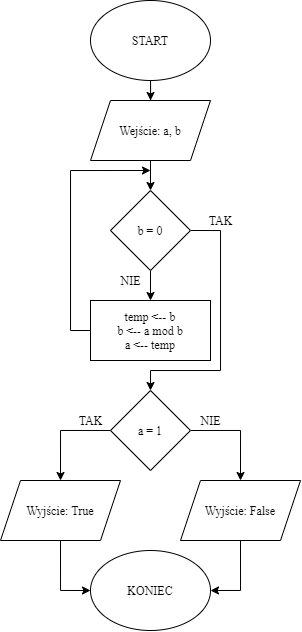 START
Wejście: a, b
b = 0
TAK
NIE
temp <-- b
b <-- a mod b
a <-- temp
a = 1
TAK
NIE
Wyjście: True
Wyjście: False
KONIEC